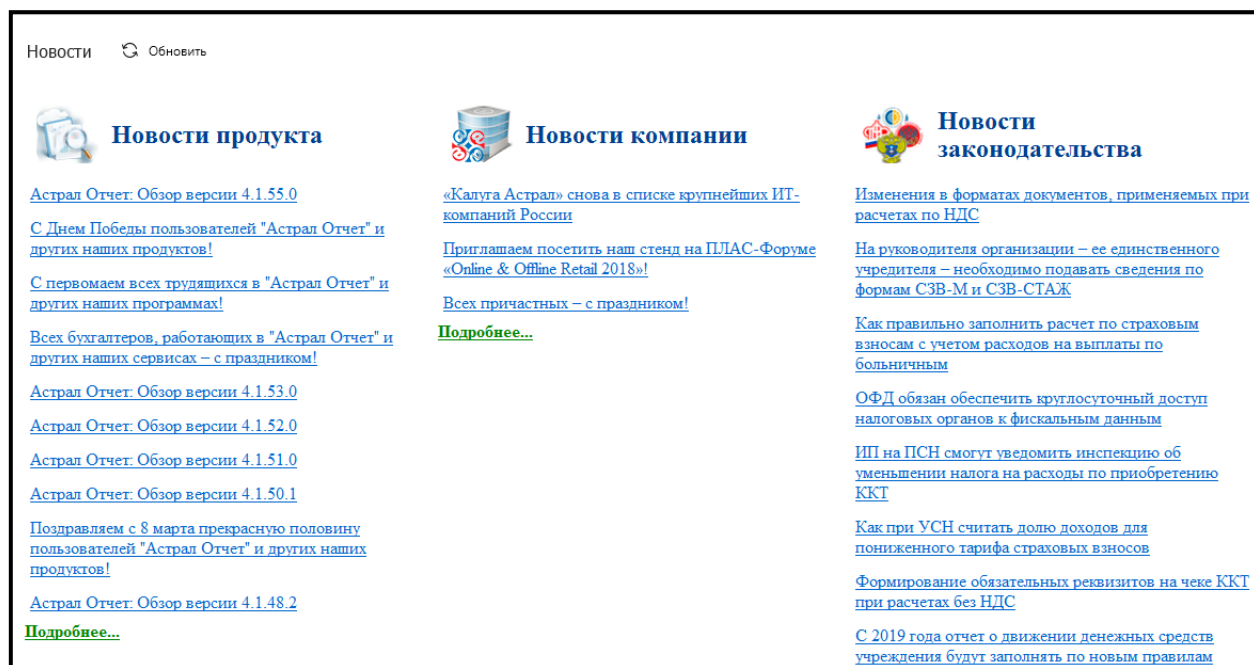 Новости
Обновить
Новости продукта
Астрал Отчет: Обзор версии 4.1.55.0
С Днем Победы пользователей "Астрал Отчет" и
других наших продуктов!
С первомаем всех трудящихся в "Астрал Отчет" и
других наших программах!
Всех бухгалтеров, работающих в "Астрал Отчет" и
других наших сервисах – с праздником!
Астрал Отчет: Обзор версии 4.1.53.0
Астрал Отчет: Обзор версии 4.1.52.0
Астрал Отчет: Обзор версии 4.1.51.0
Астрал Отчет: Обзор версии 4.1.50.1
Поздравляем с 8 марта прекрасную половину
пользователей "Астрал Отчет" и других наших
продуктов!
Астрал Отчет: Обзор версии 4.1.48.2
Подробнее...
Новости компании
«Калуга Астрал» снова в списке крупнейших ИТ-
компаний России
Приглашаем посетить наш стенд на ПЛАС-Форуме
«Online & Offline Retail 2018»!
Всех причастных – с праздником!
Подробнее...
Новости
законодательства
Изменения в форматах документов, применяемых при
расчетах по НДС
На руководителя организации – ее единственного
учредителя – необходимо подавать сведения по
формам СЗВ-М и СЗВ-СТАЖ
Как правильно заполнить расчет по страховым
взносам с учетом расходов на выплаты по
больничным
ОФД обязан обеспечить круглосуточный доступ
налоговых органов к фискальным данным
ИП на ПСН смогут уведомить инспекцию об
уменьшении налога на расходы по приобретению
ККТ
Как при УСН считать долю доходов для
пониженного тарифа страховых взносов
Формирование обязательных реквизитов на чеке ККТ
при расчетах без НДС
С 2019 года отчет о движении денежных средств
учреждения будут заполнять по новым правилам